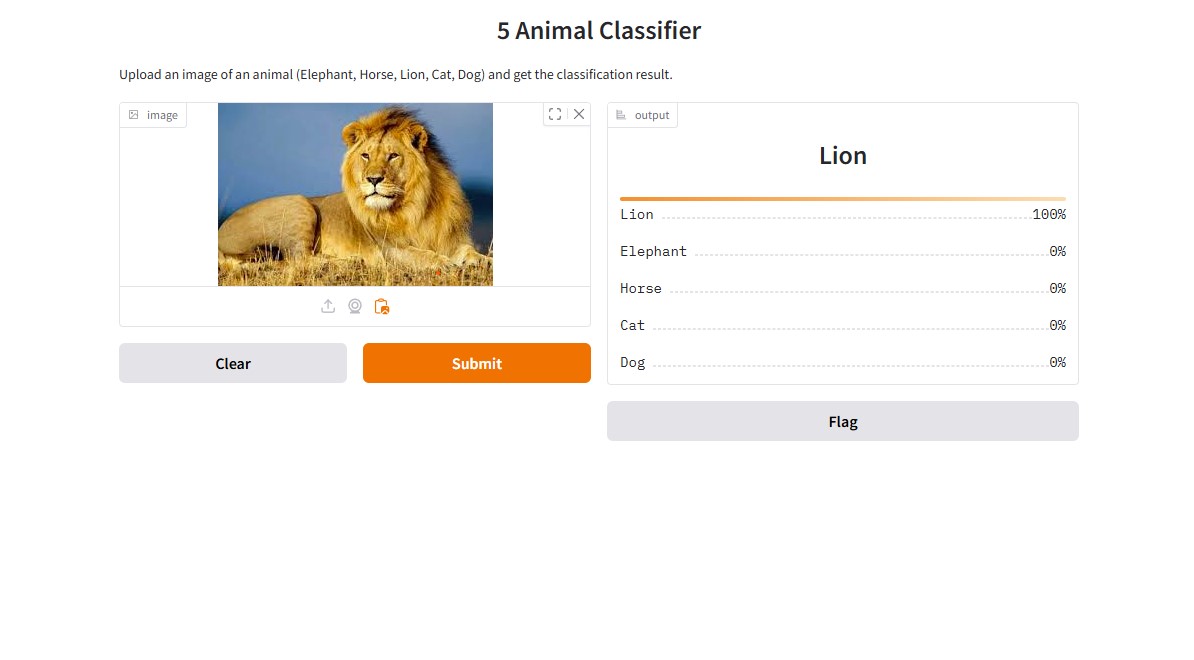 5 Animal Classifier
Upload an image of an animal (Elephant, Horse, Lion, Cat, Dog) and get the classification result.
image
Clear
Submit
output
Lion
Lion 100%
Elephant 0%
Horse 0%
Cat 0%
Dog 0%
Flag